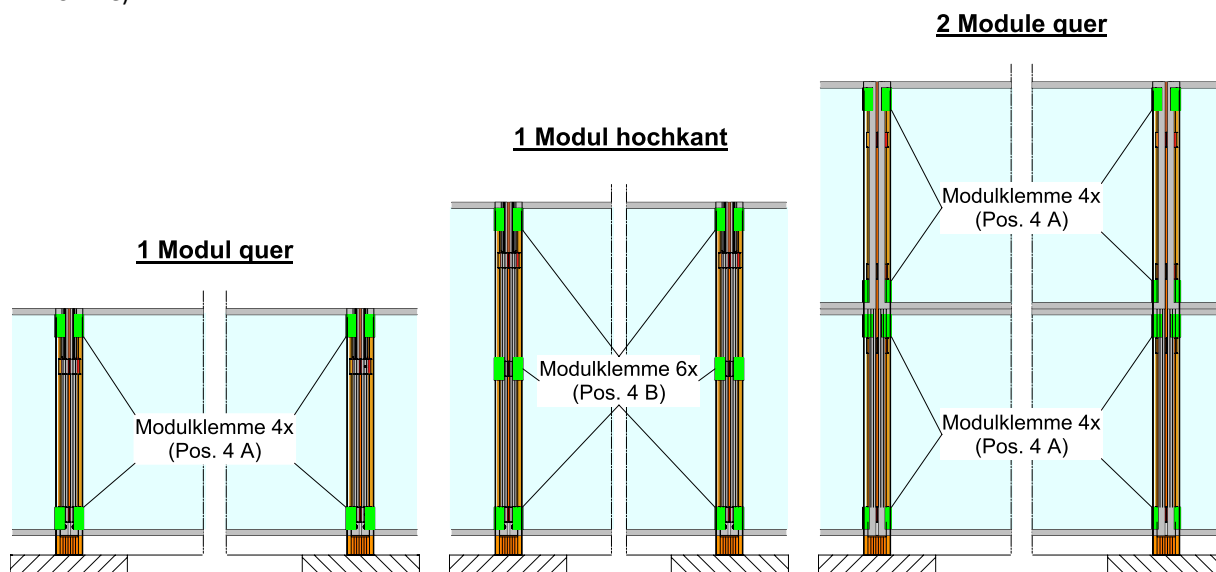 2 Module quer
1 Modul hochkant
1 Modul quer
Modulklemme 4x
(Pos. 4 A)
Modulklemme 6x
(Pos. 4 B)
Modulklemme 4x
(Pos. 4 A)
Modulklemme 4x
(Pos. 4 A)